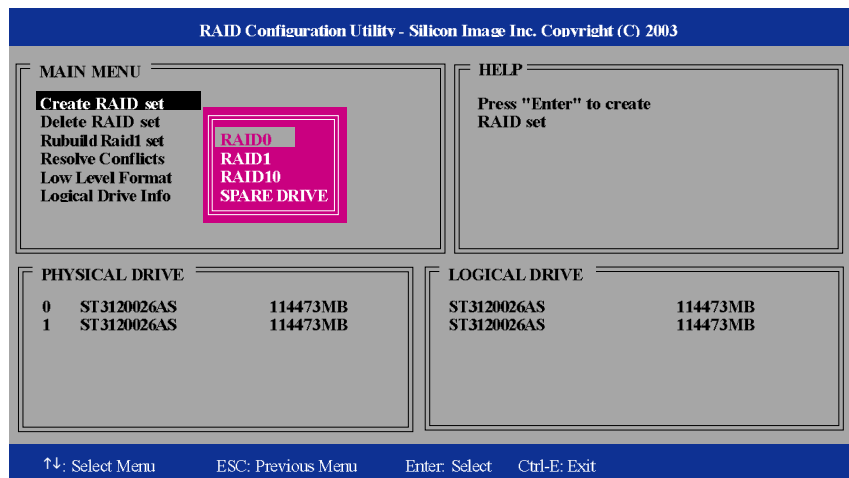 RAID Configuration Utility - Silicon Image Inc. Copyright (C) 2003
MAIN MENU
Create RAID set
Delete RAID set
Rubuild Raid1 set
Resolve Conflicts
Low Level Format
Logical Drive Info
RAID0
RAID1
RAID10
SPARE DRIVE
HELP
Press "Enter" to create
RAID set
PHYSICAL DRIVE
0 ST3120026AS 114473MB
1 ST3120026AS 114473MB
LOGICAL DRIVE
ST3120026AS 114473MB
ST3120026AS 114473MB
↑↓: Select Menu ESC: Previous Menu Enter: Select Ctrl-E: Exit